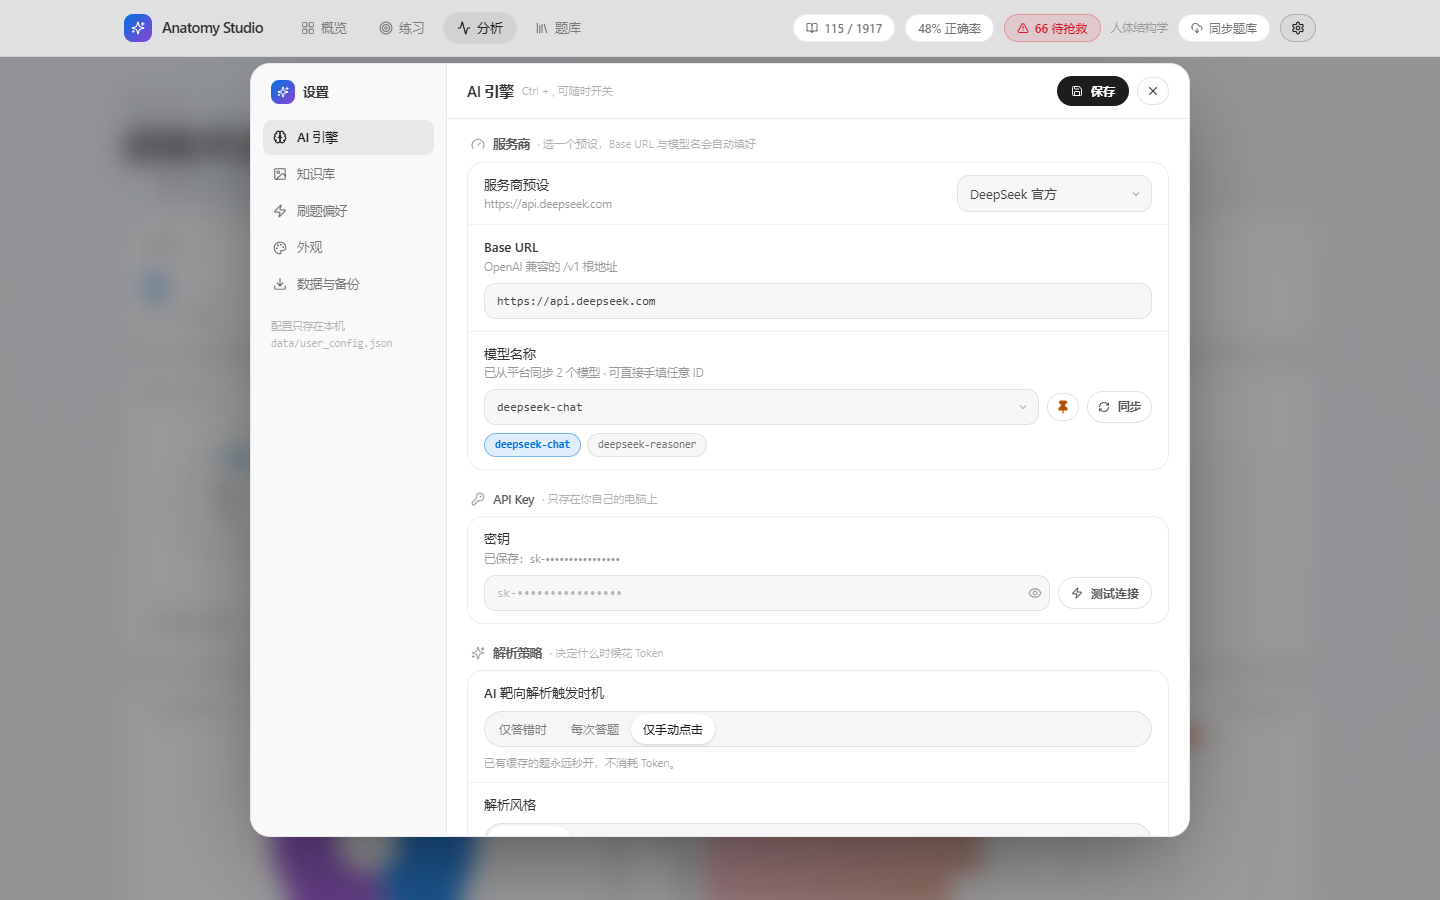 Anatomy Studio
概览
练习
分析
题库
115 / 1917
48% 正确率
66 待抢救
人体结构学
同步题库
设置
AI 引擎
知识库
刷题偏好
外观
数据与备份
配置只存在本机
data/user_config.json
AI 引擎 Ctrl + , 可随时开关
保存
服务商 · 选一个预设，Base URL 与模型名会自动填好
服务商预设
https://api.deepseek.com
DeepSeek 官方
Base URL
OpenAI 兼容的 /v1 根地址
https://api.deepseek.com
模型名称
已从平台同步 2 个模型 · 可直接手填任意 ID
deepseek-chat
同步
deepseek-chat
deepseek-reasoner
API Key · 只存在你自己的电脑上
密钥
已保存：sk-••••••••••••••••
sk-••••••••••••••••
测试连接
解析策略 · 决定什么时候花 Token
AI 靶向解析触发时机
仅答错时
每次答题
仅手动点击
已有缓存的题永远秒开，不消耗 Token。
解析风格